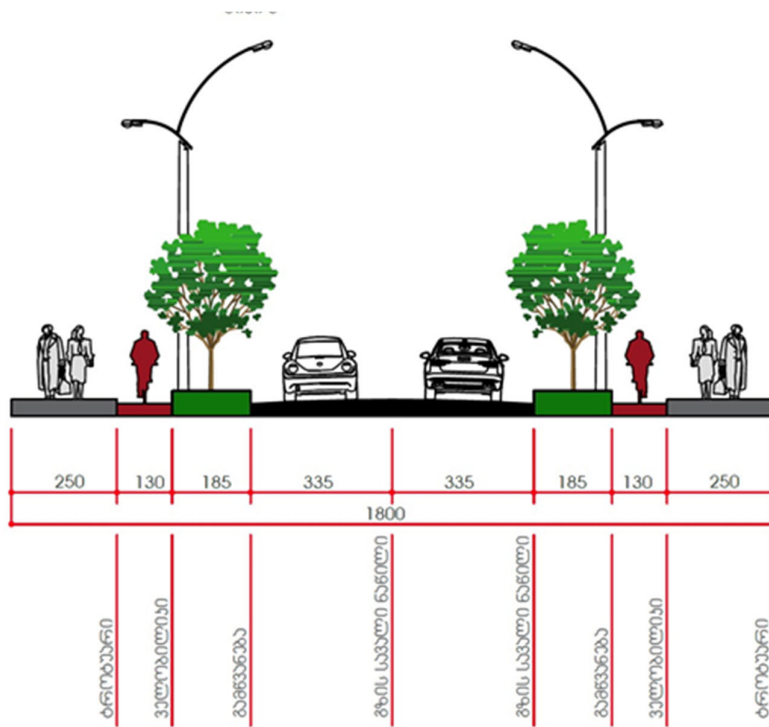 250 130 185 335 335 185 130 250
1800
ტროტუარი
ველობილიკი
გამწვანება
გზის სავალი ნაწილი
გზის სავალი ნაწილი
გამწვანება
ველობილიკი
ტროტუარი